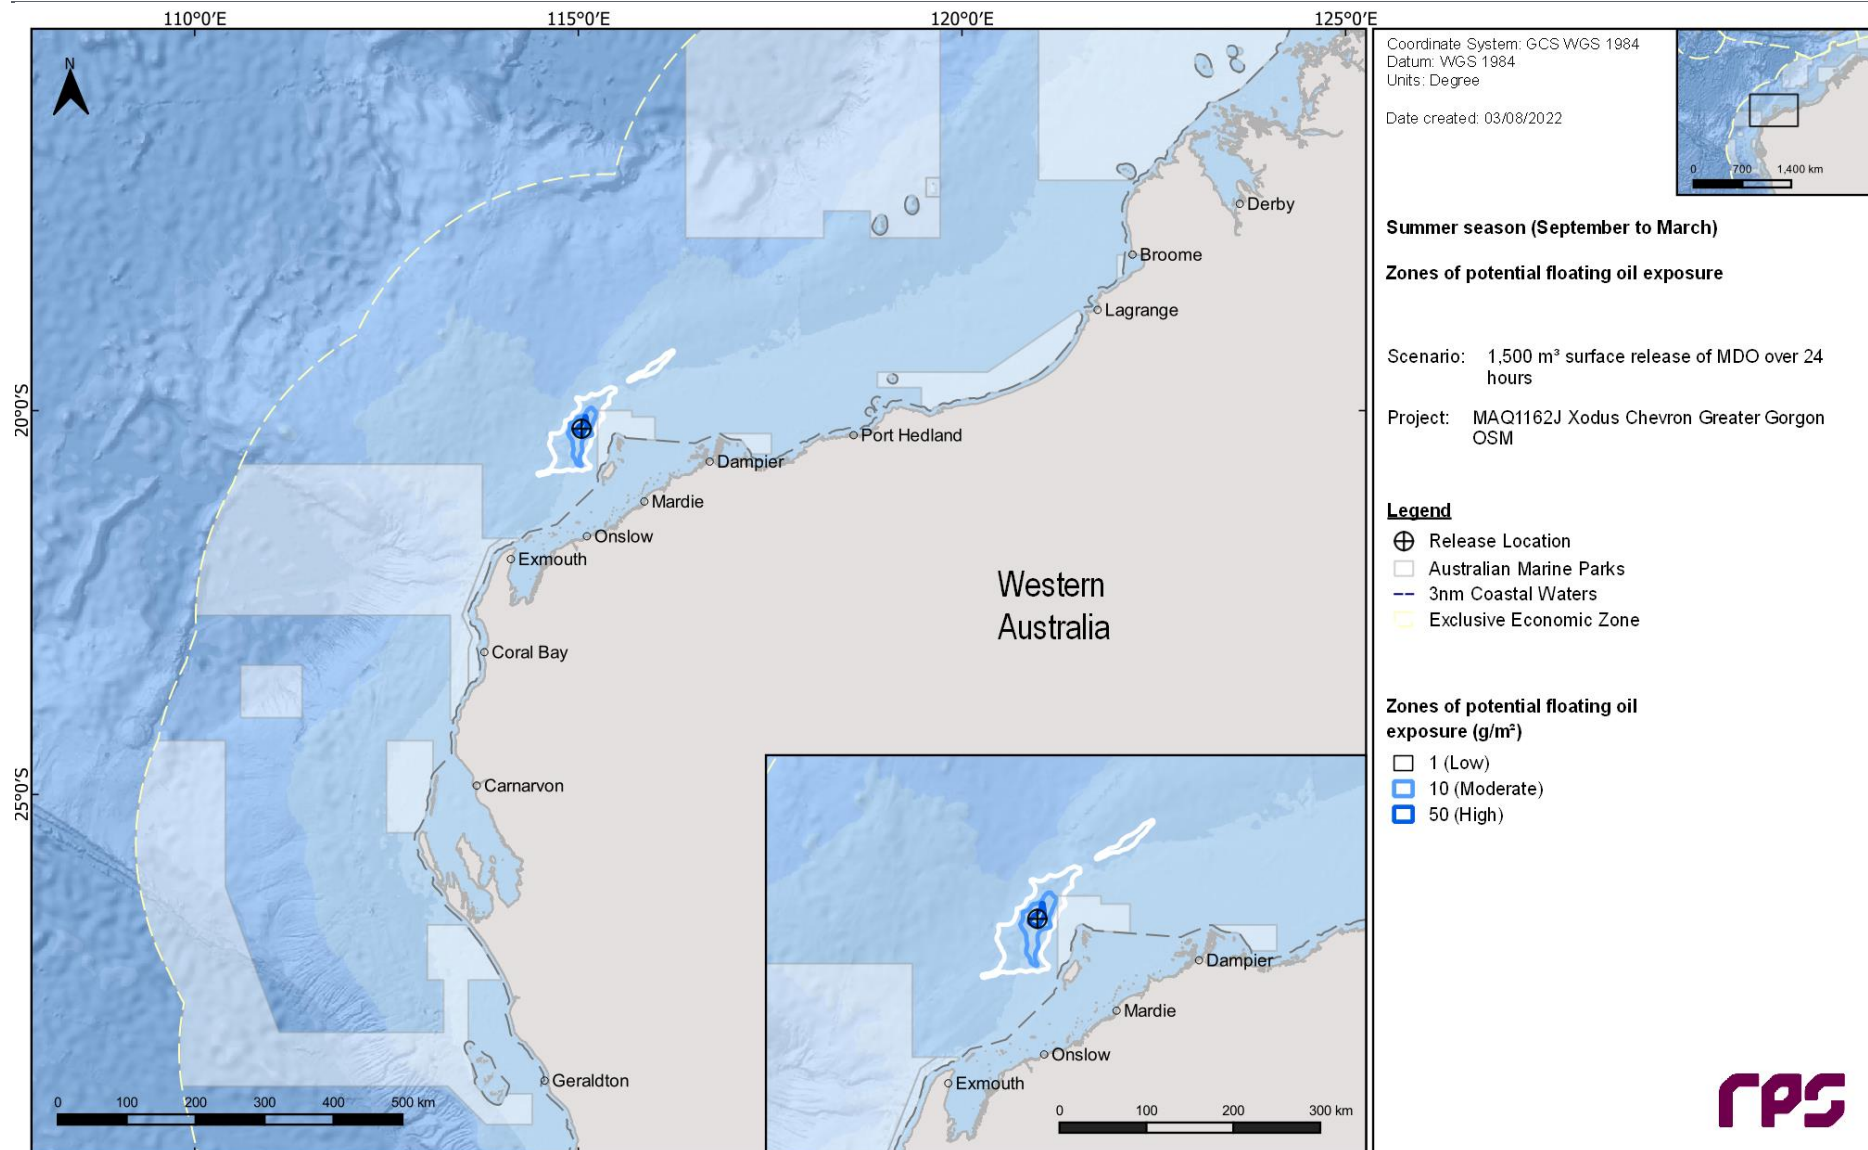 110°0'E
115°0'E
120°0'E
125°0'E
20°0'S
25°0'S
N
Derby
Broome
Lagrange
Port Hedland
Dampier
Mardie
Onslow
Exmouth
Western
Australia
Coral Bay
Carnarvon
Geraldton
0 100 200 300 400 500 km
Dampier
Mardie
Onslow
Exmouth
0 100 200 300 km
Coordinate System: GCS WGS 1984
Datum: WGS 1984
Units: Degree
Date created: 03/08/2022
0 700 1,400 km
Summer season (September to March)
Zones of potential floating oil exposure
Scenario: 1,500 m³ surface release of MDO over 24
hours
Project: MAQ1162J Xodus Chevron Greater Gorgon
OSM
Legend
Release Location
Australian Marine Parks
3nm Coastal Waters
Exclusive Economic Zone
Zones of potential floating oil
exposure (g/m²)
1 (Low)
10 (Moderate)
50 (High)
rps